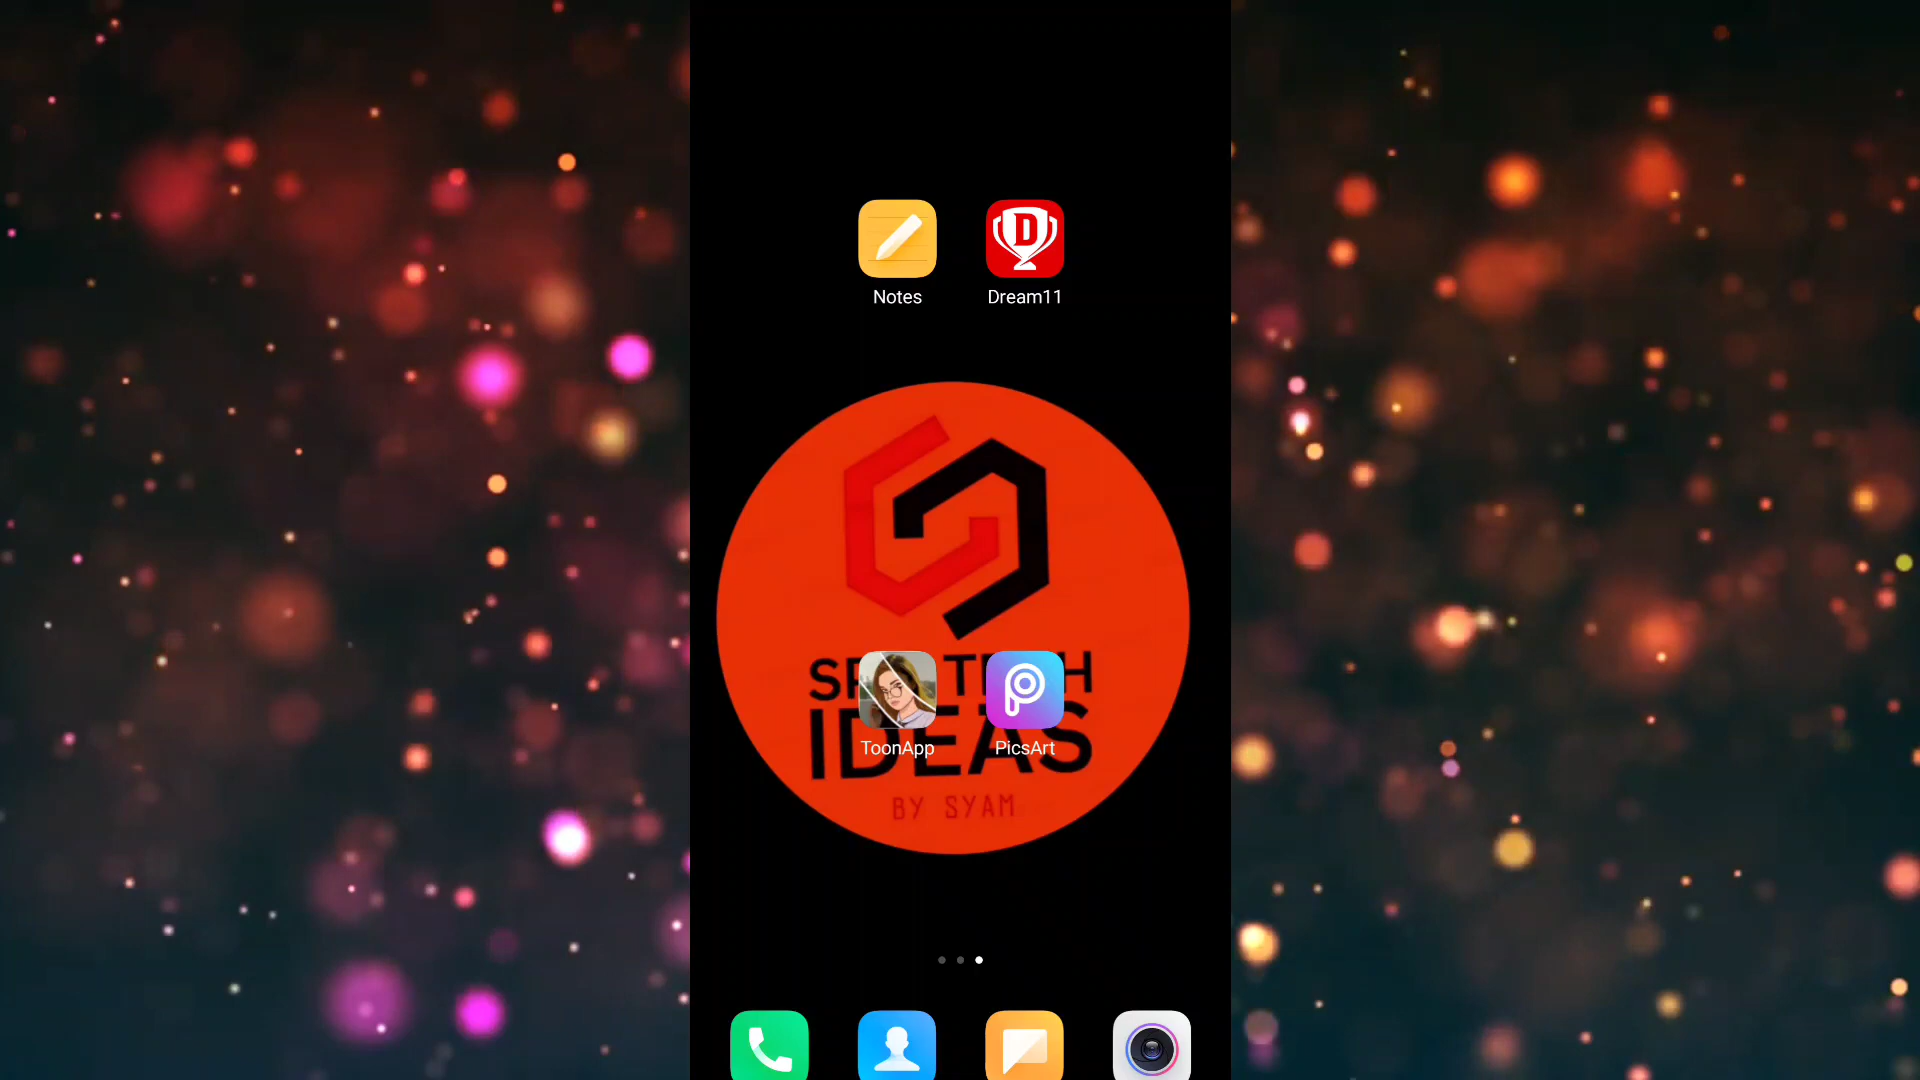 Notes
Dream11
IDEAS
ToonApp
PicsArt
BY SYAM